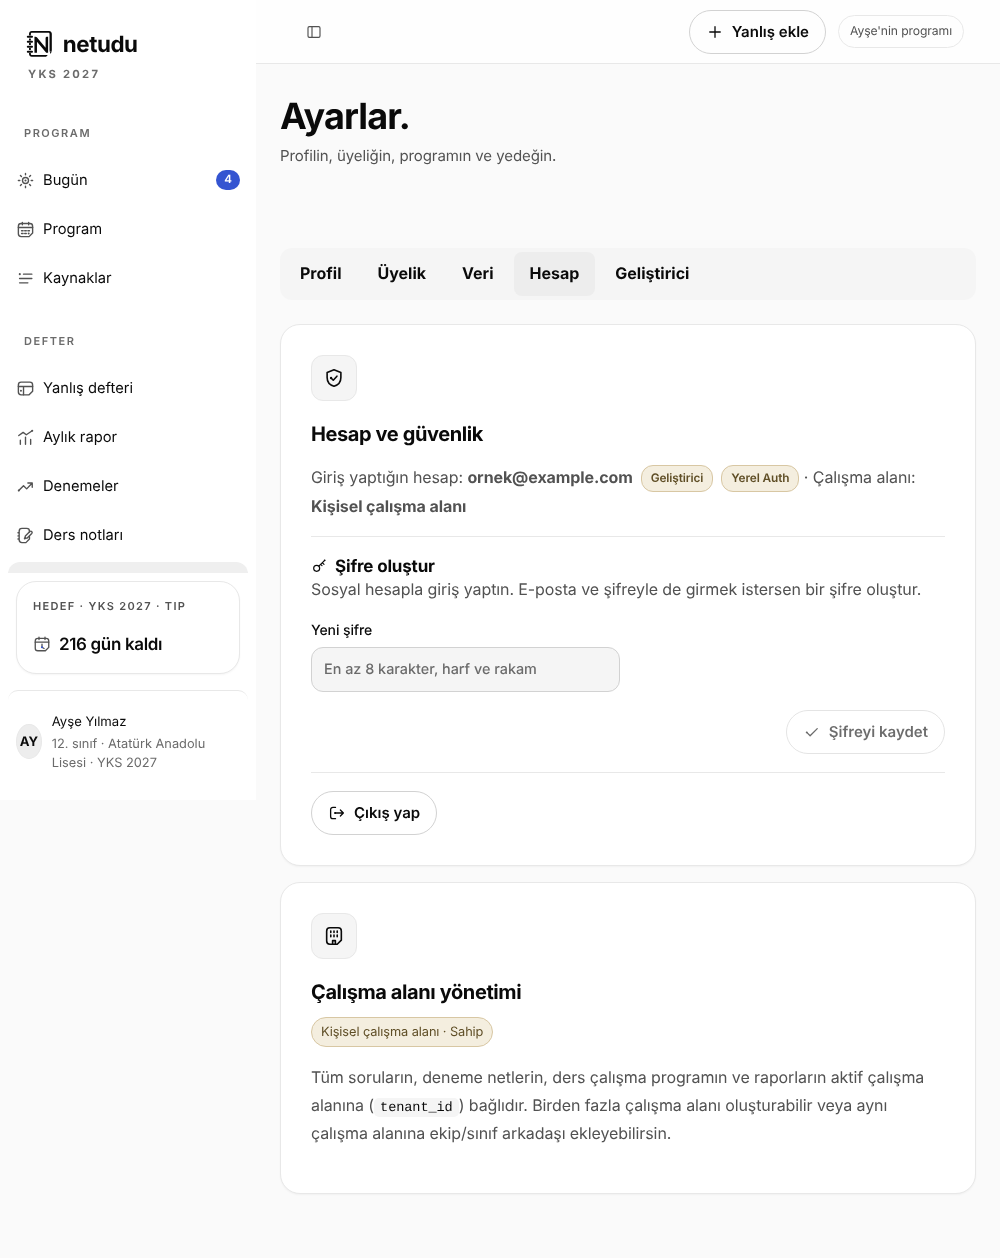 netudu
YKS 2027
PROGRAM
Bugün 4
Program
Kaynaklar
DEFTER
Yanlış defteri
Aylık rapor
Denemeler
Ders notları
HEDEF · YKS 2027 · TIP
216 gün kaldı
AY
Ayşe Yılmaz
12. sınıf · Atatürk Anadolu
Lisesi · YKS 2027
Yanlış ekle
Ayşe'nin programı
Ayarlar.
Profilin, üyeliğin, programın ve yedeğin.
Profil Üyelik Veri Hesap Geliştirici
Hesap ve güvenlik
Giriş yaptığın hesap: ornek@example.com Geliştirici Yerel Auth · Çalışma alanı:
Kişisel çalışma alanı
Şifre oluştur
Sosyal hesapla giriş yaptın. E-posta ve şifreyle de girmek istersen bir şifre oluştur.
Yeni şifre
En az 8 karakter, harf ve rakam
Şifreyi kaydet
Çıkış yap
Çalışma alanı yönetimi
Kişisel çalışma alanı · Sahip
Tüm soruların, deneme netlerin, ders çalışma programın ve raporların aktif çalışma
alanına (tenant_id) bağlıdır. Birden fazla çalışma alanı oluşturabilir veya aynı
çalışma alanına ekip/sınıf arkadaşı ekleyebilirsin.